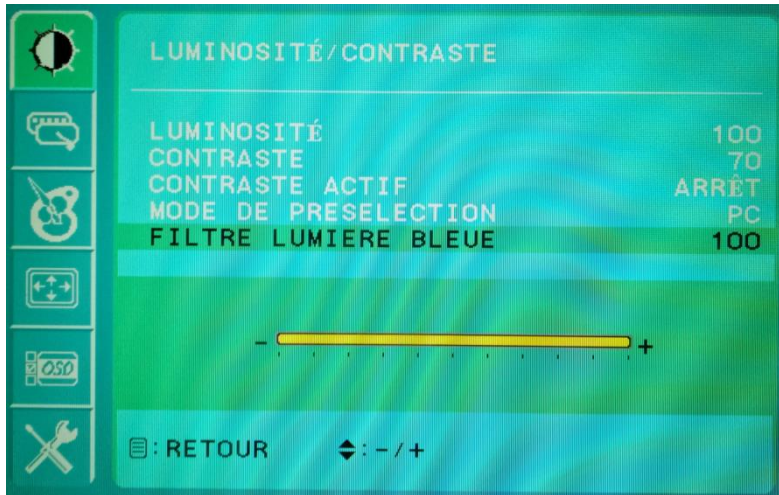 LUMINOSITÉ/CONTRASTE
LUMINOSITÉ 100
CONTRASTE 70
CONTRASTE ACTIF ARRÊT
MODE DE PRESELECTION PC
FILTRE LUMIERE BLEUE 100
- +
OSD
:RETOUR :-/+